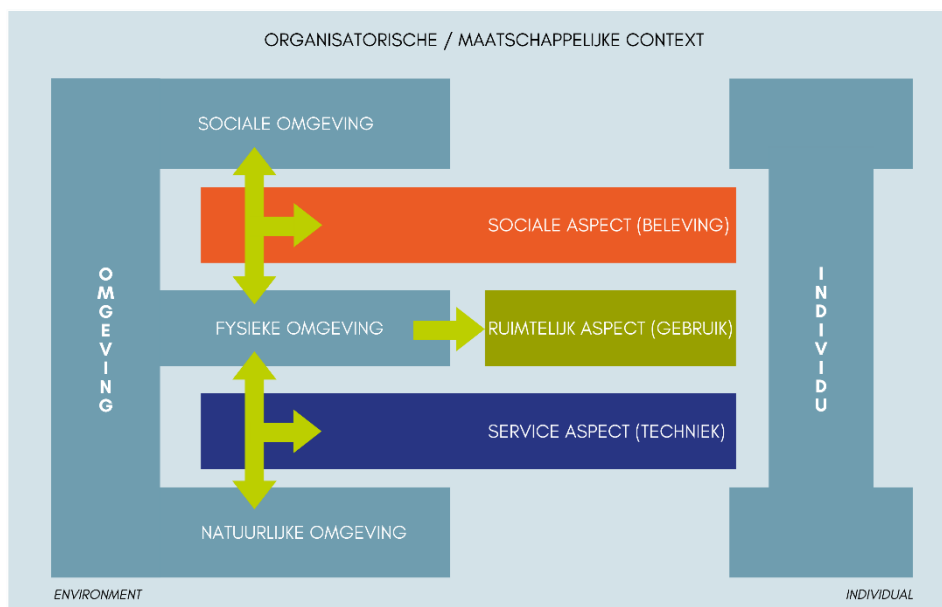 ORGANISATORISCHE / MAATSCHAPPELIJKE CONTEXT
SOCIALE OMGEVING
SOCIALE ASPECT (BELEVING)
OMGEVING
FYSIEKE OMGEVING
RUIMTELIJK ASPECT (GEBRUIK)
INDIVIDU
SERVICE ASPECT (TECHNIEK)
NATUURLIJKE OMGEVING
ENVIRONMENT
INDIVIDUAL